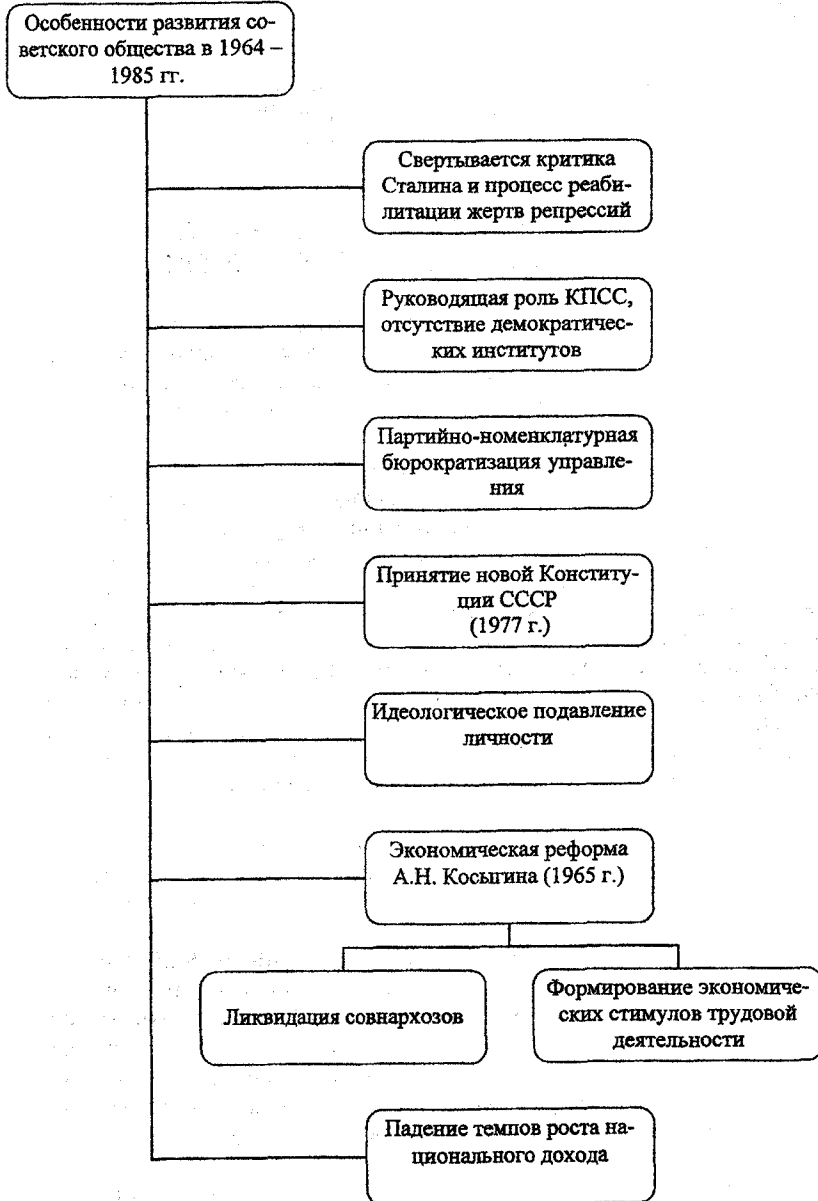 Особенности развития со-
ветского общества в 1964 –
1985 гг.
Свертывается критика
Сталина и процесс реаби-
литации жертв репрессий
Руководящая роль КПСС,
отсутствие демократичес-
ких институтов
Партийно-номенклатурная
бюрократизация управле-
ния
Принятие новой Конститу-
ции СССР
(1977 г.)
Идеологическое подавление
личности
Экономическая реформа
А.Н. Косыгина (1965 г.)
Ликвидация совнархозов
Формирование экономиче-
ских стимулов трудовой
деятельности
Падение темпов роста на-
ционального дохода